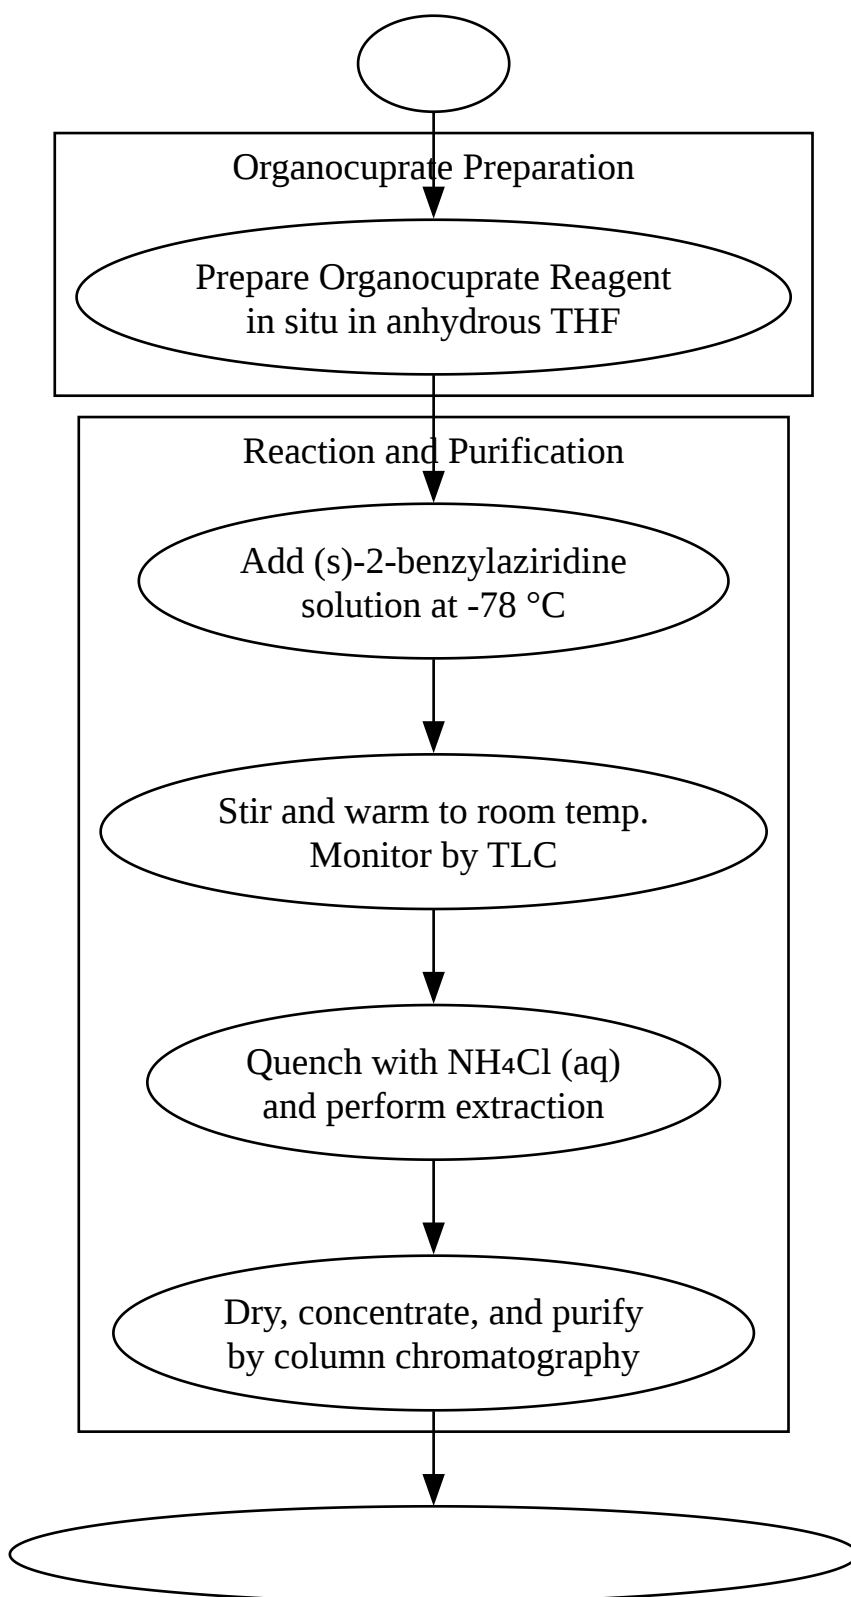 Organocuprate Preparation
Prepare Organocuprate Reagent
in situ in anhydrous THF
Reaction and Purification
Add (s)-2-benzylaziridine
solution at -78 °C
Stir and warm to room temp.
Monitor by TLC
Quench with NH₄Cl (aq)
and perform extraction
Dry, concentrate, and purify
by column chromatography